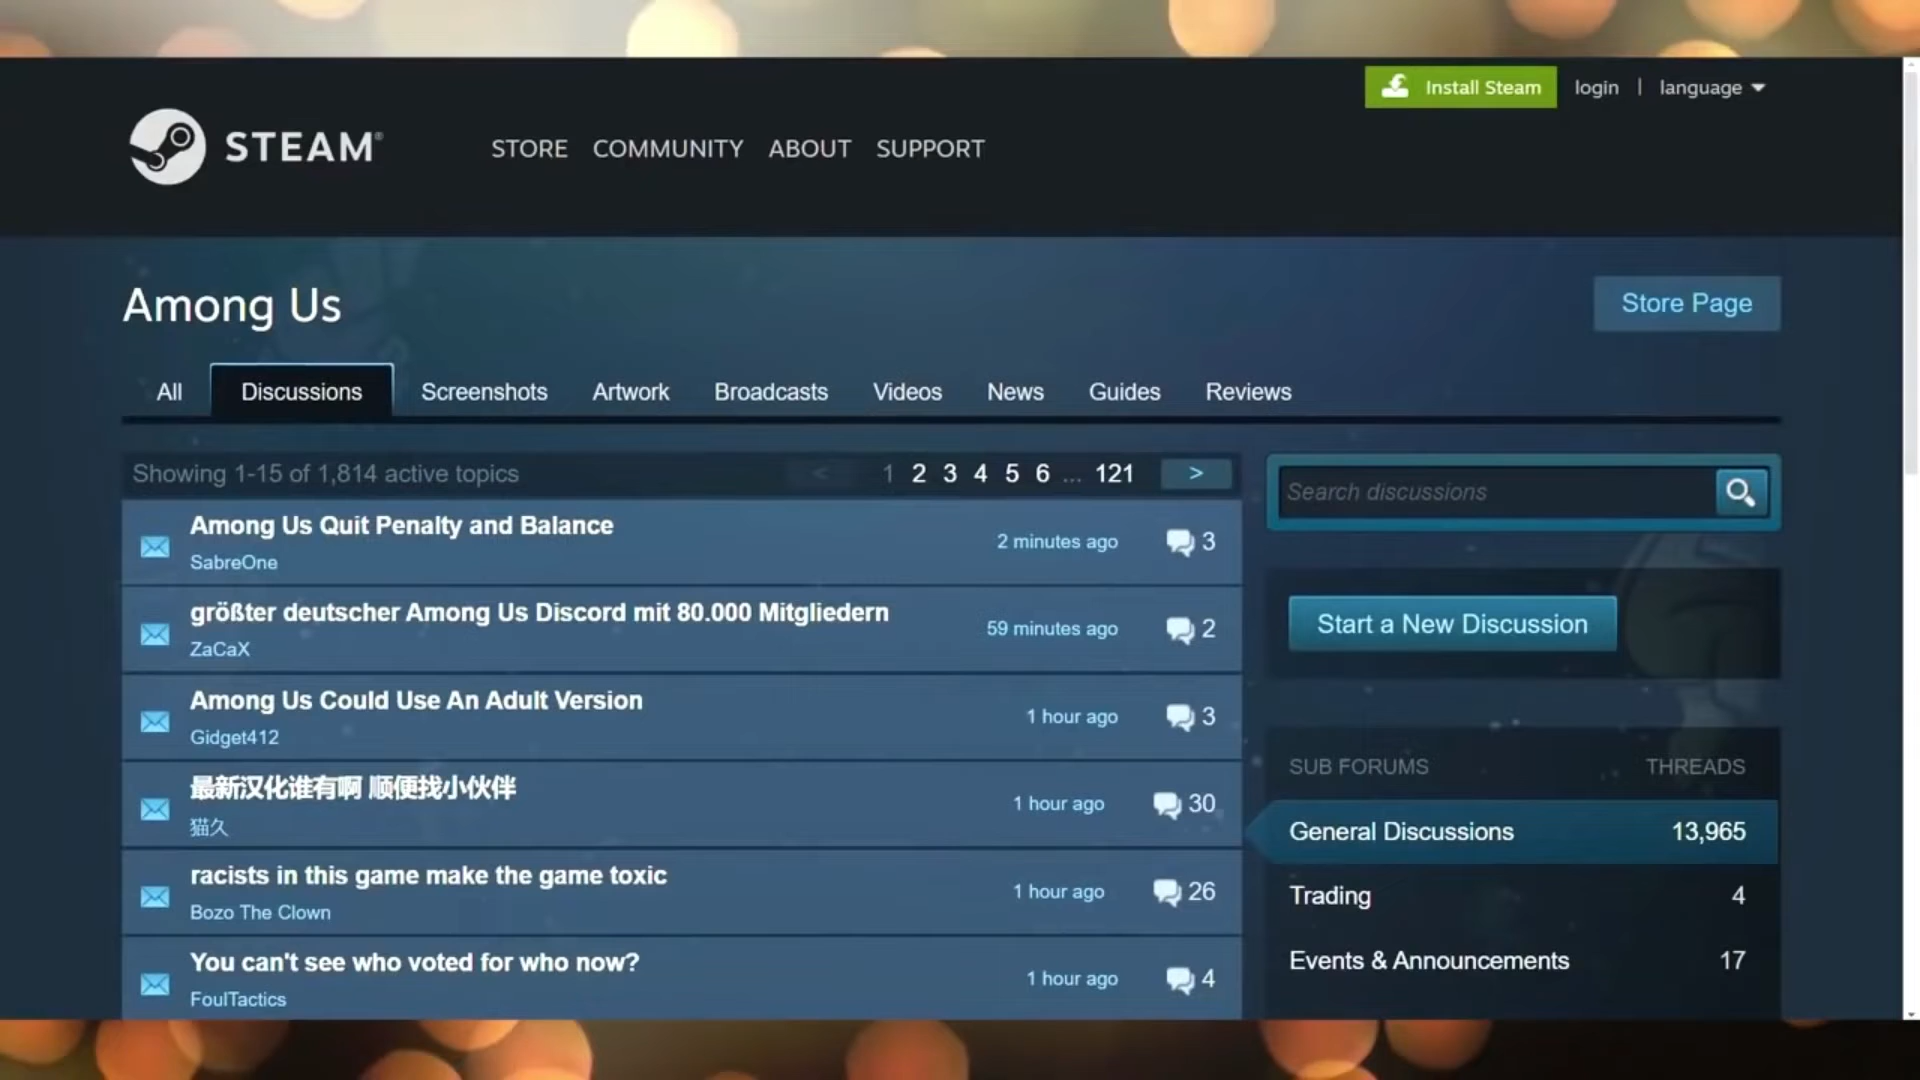 Install Steam login | language
STEAM®
STORE COMMUNITY ABOUT SUPPORT
Among Us
Store Page
All Discussions Screenshots Artwork Broadcasts Videos News Guides Reviews
Showing 1-15 of 1,814 active topics
< 1 2 3 4 5 6 ... 121 >
Search discussions
Among Us Quit Penalty and Balance
SabreOne
2 minutes ago
3
größter deutscher Among Us Discord mit 80.000 Mitgliedern
ZaCaX
59 minutes ago
2
Among Us Could Use An Adult Version
Gidget412
1 hour ago
3
最新汉化谁有啊 顺便找小伙伴
猫久
1 hour ago
30
racists in this game make the game toxic
Bozo The Clown
1 hour ago
26
You can't see who voted for who now?
FoulTactics
1 hour ago
4
Start a New Discussion
SUB FORUMS THREADS
General Discussions 13,965
Trading 4
Events & Announcements 17